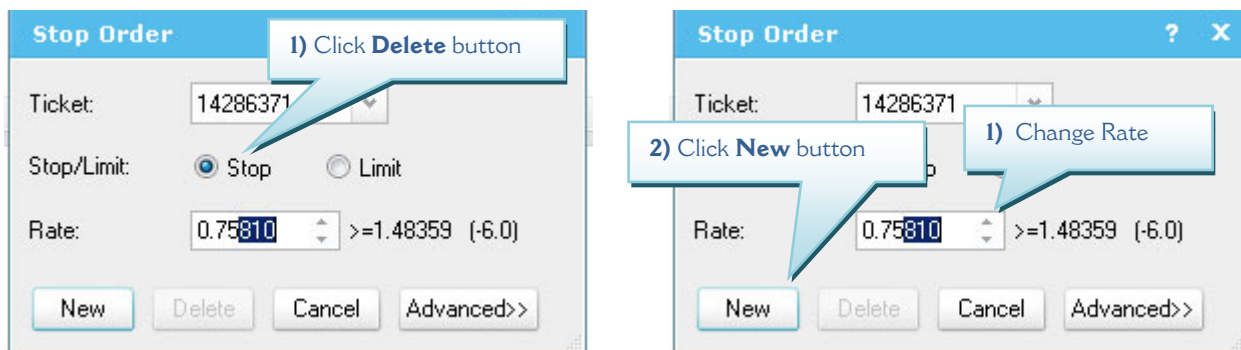 Stop Order
1) Click Delete button
Ticket: 14286371
Stop/Limit: Stop Limit
Rate: 0.75810 >=1.48359 (-6.0)
New Delete Cancel Advanced>>
Stop Order ? X
Ticket: 14286371
2) Click New button
1) Change Rate
Rate: 0.75810 >=1.48359 (-6.0)
New Delete Cancel Advanced>>